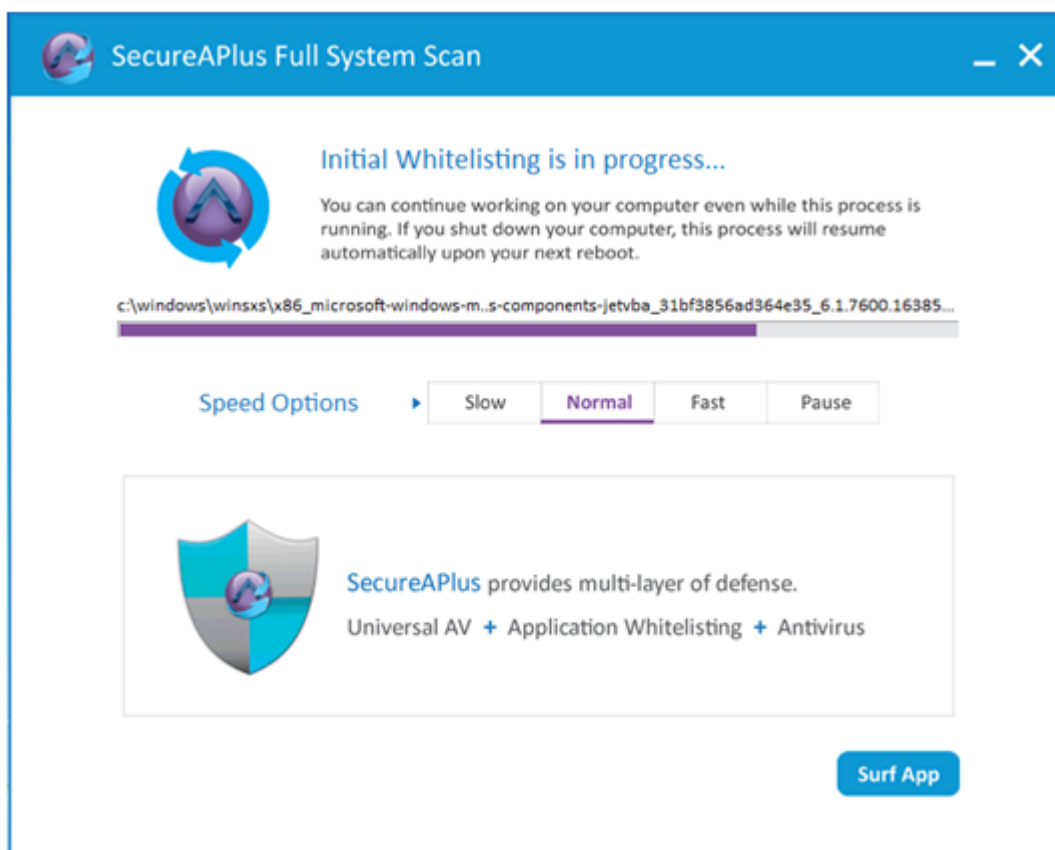 SecureAPlus Full System Scan
Initial Whitelisting is in progress...
You can continue working on your computer even while this process is
running. If you shut down your computer, this process will resume
automatically upon your next reboot.
c:\windows\winsxs\x86_microsoft-windows-m..s-components-jetvba_31bf3856ad364e35_6.1.7600.16385...
Speed Options Slow Normal Fast Pause
SecureAPlus provides multi-layer of defense.
Universal AV + Application Whitelisting + Antivirus
Surf App